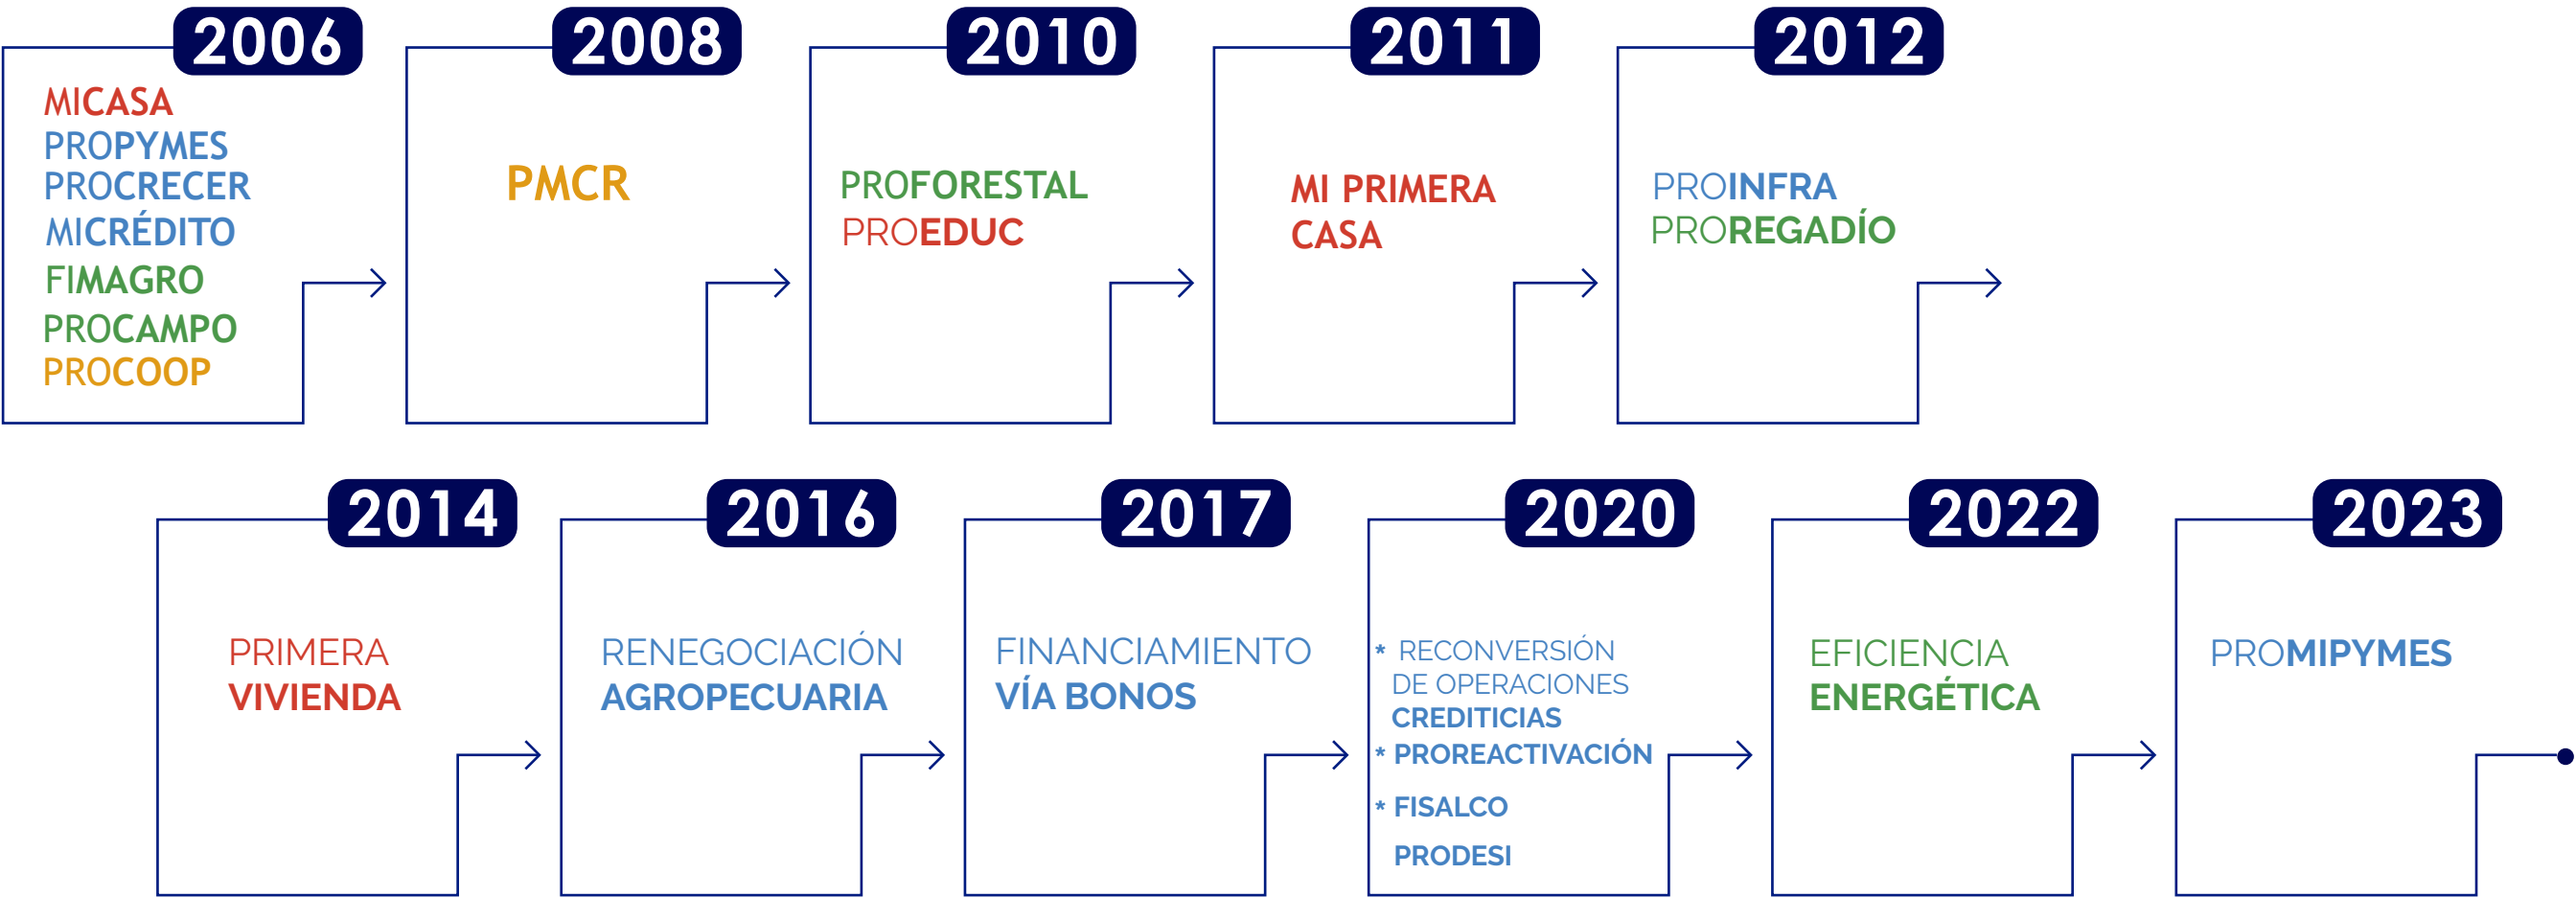 2006
MICASA
PROPYMES
PROCRECER
MICRÉDITO
FIMAGRO
PROCAMPO
PROCOOP
2008
PMCR
2010
PROFORESTAL
PROEDUC
2011
MI PRIMERA
CASA
2012
PROINFRA
PROREGADÍO
2014
PRIMERA
VIVIENDA
2016
RENEGOCIACIÓN
AGROPECUARIA
2017
FINANCIAMIENTO
VÍA BONOS
2020
* RECONVERSIÓN
DE OPERACIONES
CREDITICIAS
* PROREACTIVACIÓN
* FISALCO
PRODESI
2022
EFICIENCIA
ENERGÉTICA
2023
PROMIPYMES